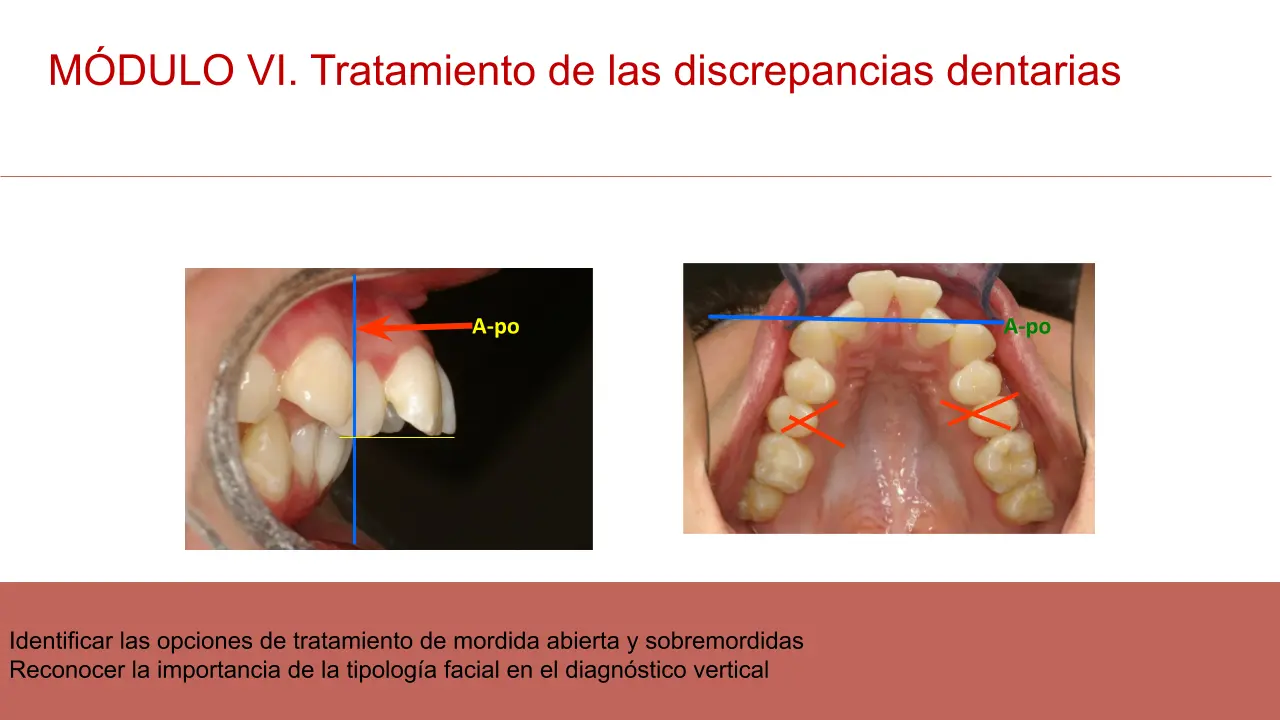 MÓDULO VI. Tratamiento de las discrepancias dentarias
A-po
A-po
Identificar las opciones de tratamiento de mordida abierta y sobremordidas
Reconocer la importancia de la tipología facial en el diagnóstico vertical